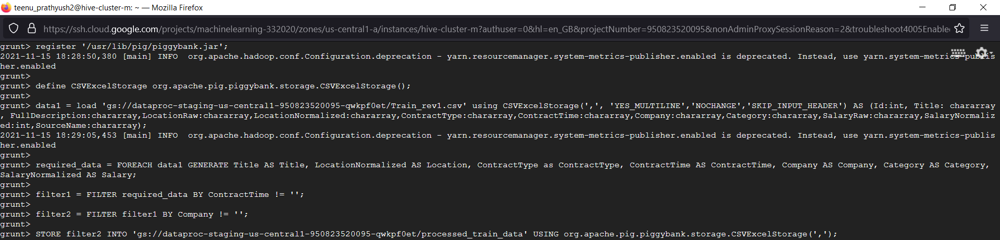 teenu_prathyush2@hive-cluster-m: ~ — Mozilla Firefox
https://ssh.cloud.google.com/projects/machinelearning-332020/zones/us-central1-a/instances/hive-cluster-m?authuser=0&hl=en_GB&projectNumber=950823520095&nonAdminProxySessionReason=2&troubleshoot4005Enable
grunt> register '/usr/lib/pig/piggybank.jar';
2021-11-15 18:28:50,380 [main] INFO  org.apache.hadoop.conf.Configuration.deprecation - yarn.resourcemanager.system-metrics-publisher.enabled is deprecated. Instead, use yarn.system-metrics-publis
her.enabled
grunt>
grunt> define CSVExcelStorage org.apache.pig.piggybank.storage.CSVExcelStorage();
grunt>
grunt> data1 = load 'gs://dataproc-staging-us-central1-950823520095-qwkpf0et/Train_rev1.csv' using CSVExcelStorage(',', 'YES_MULTILINE','NOCHANGE','SKIP_INPUT_HEADER') AS (Id:int, Title: chararray
, FullDescription:chararray,LocationRaw:chararray,LocationNormalized:chararray,ContractType:chararray,ContractTime:chararray,Company:chararray,Category:chararray,SalaryRaw:chararray,SalaryNormaliz
ed:int,SourceName:chararray);
2021-11-15 18:29:05,453 [main] INFO  org.apache.hadoop.conf.Configuration.deprecation - yarn.resourcemanager.system-metrics-publisher.enabled is deprecated. Instead, use yarn.system-metrics-publis
her.enabled
grunt>
grunt> required_data = FOREACH data1 GENERATE Title AS Title, LocationNormalized AS Location, ContractType as ContractType, ContractTime AS ContractTime, Company AS Company, Category AS Category,
SalaryNormalized AS Salary;
grunt>
grunt> filter1 = FILTER required_data BY ContractTime != '';
grunt>
grunt> filter2 = FILTER filter1 BY Company != '';
grunt>
grunt> STORE filter2 INTO 'gs://dataproc-staging-us-central1-950823520095-qwkpf0et/processed_train_data' USING org.apache.pig.piggybank.storage.CSVExcelStorage(',');